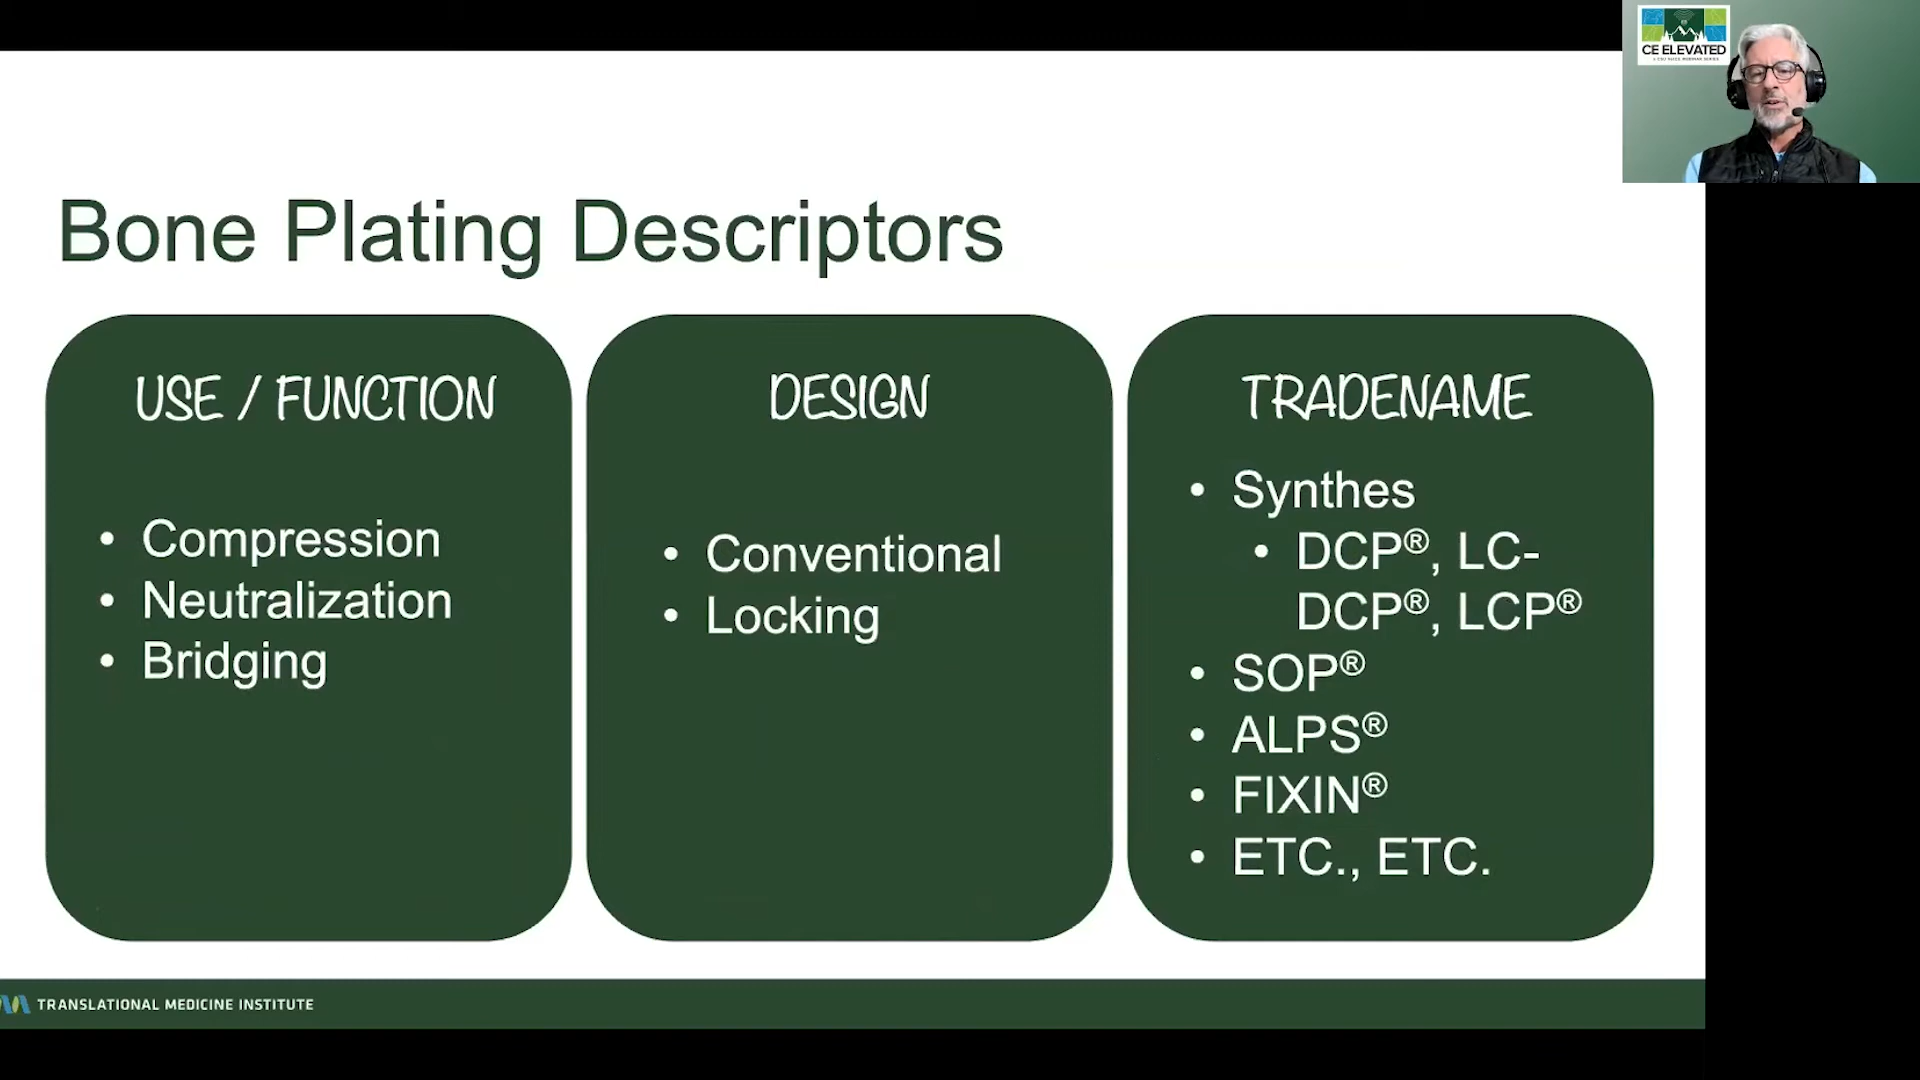 CE ELEVATED
Bone Plating Descriptors
USE / FUNCTION
• Compression
• Neutralization
• Bridging
DESIGN
• Conventional
• Locking
TRADENAME
• Synthes
• DCP®, LC-
DCP®, LCP®
• SOP®
• ALPS®
• FIXIN®
• ETC., ETC.
TRANSLATIONAL MEDICINE INSTITUTE